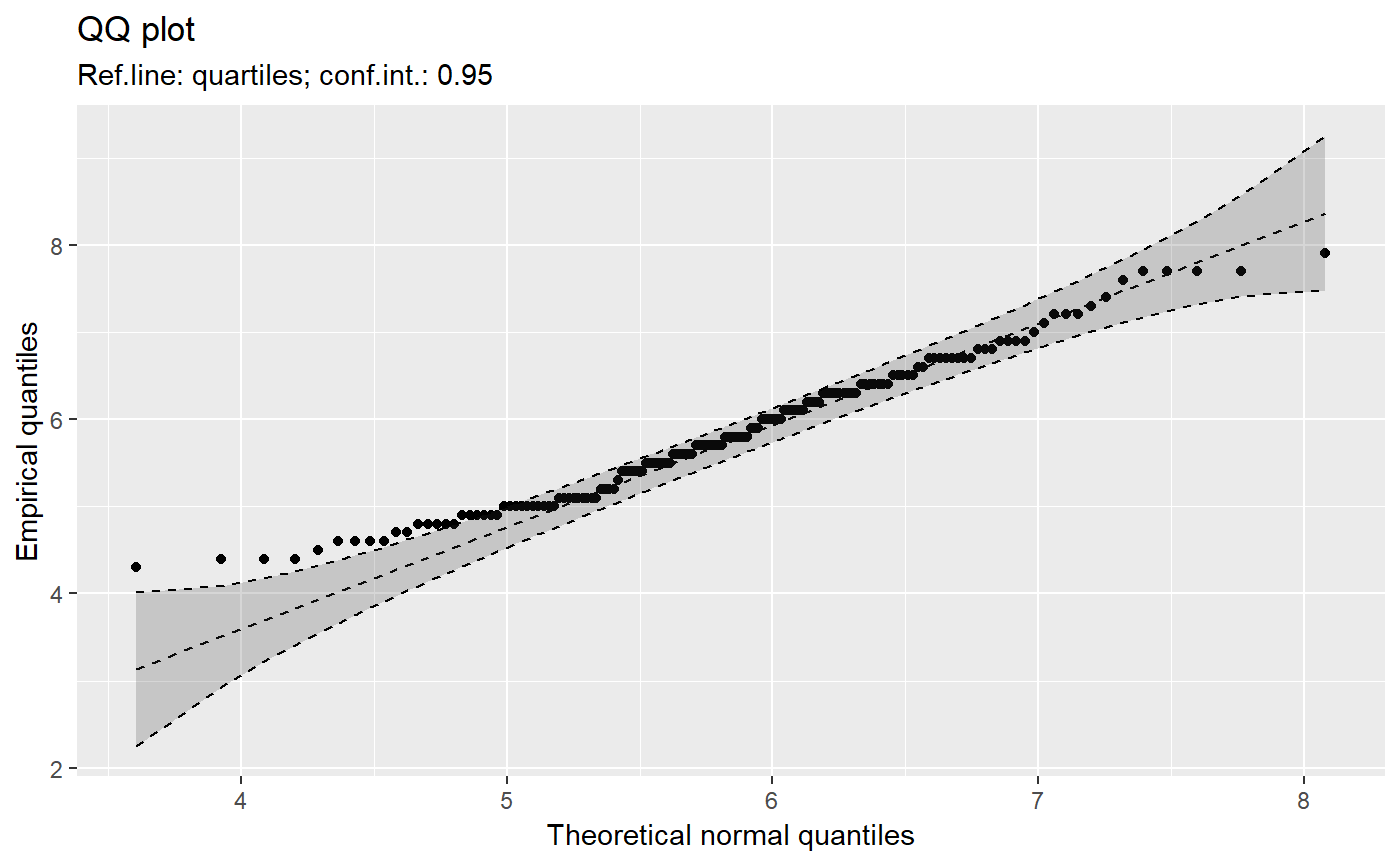 QQ plot
Ref.line: quartiles; conf.int.: 0.95
Empirical quantiles
8
6
4
2
4 5 6 7 8
Theoretical normal quantiles